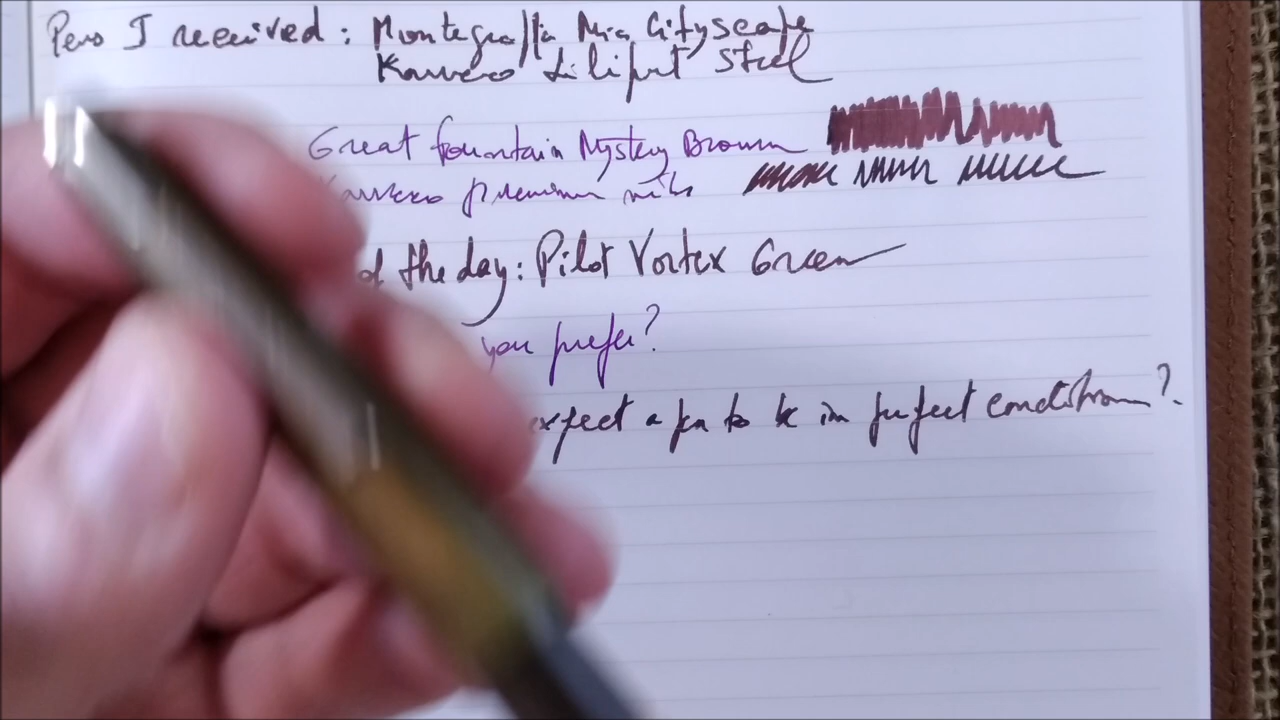 Pens I received: Montegrappa Mia Cityscape
Kaweco Liliput Steel
Great fountain Mystery Brown
Kaweco premium nibs
of the day: Pilot Vortex Green
you prefer?
expect a pen to be in perfect condition?